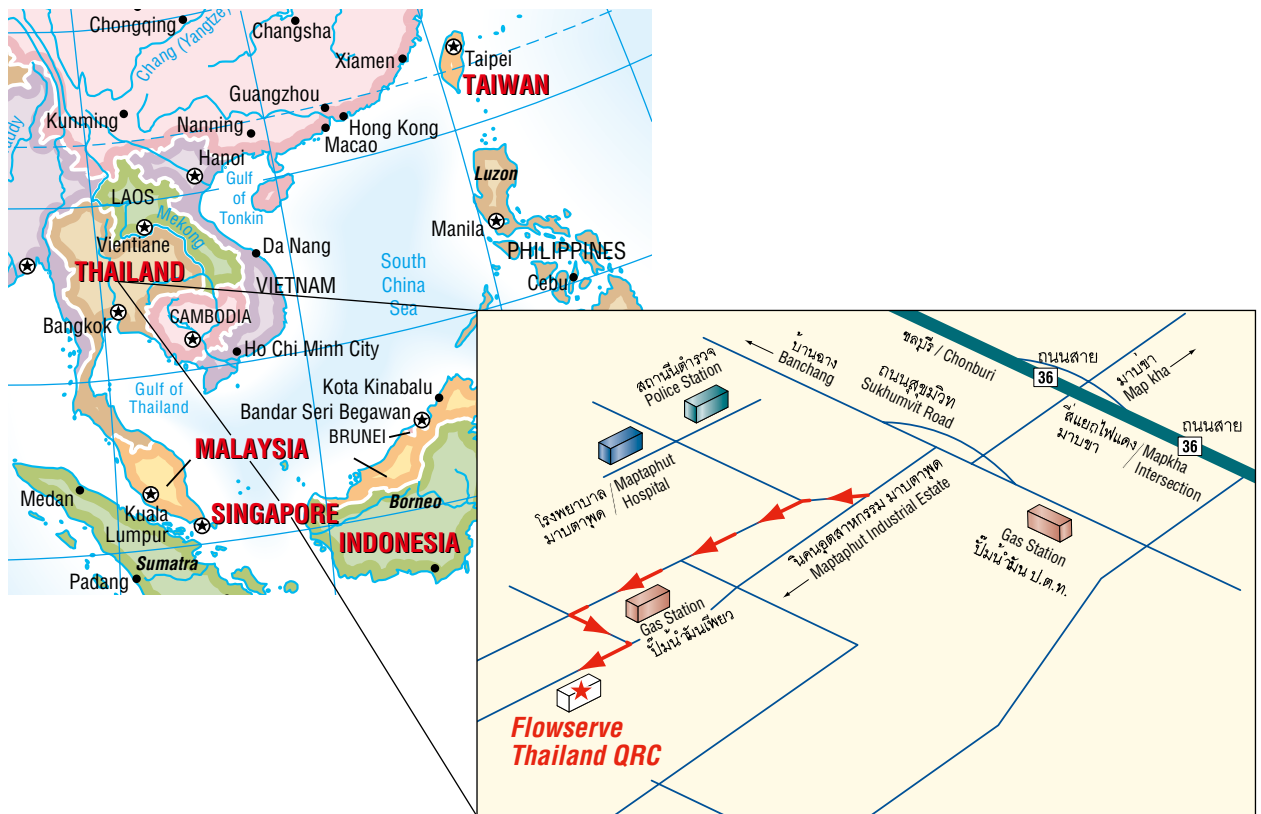 Chongqing
Changsha
Chang (Yangtze)
Xiamen
Taipei
TAIWAN
Guangzhou
Kunming
Nanning
Hong Kong
Macao
Hanoi
Gulf
of
Tonkin
LAOS
Mekong
Vientiane
Luzon
Manila
PHILIPPINES
Cebu
Da Nang
THAILAND
VIETNAM
South
China
Sea
Bangkok
CAMBODIA
Ho Chi Minh City
Gulf of
Thailand
Kota Kinabalu
Bandar Seri Begawan
BRUNEI
MALAYSIA
Medan
Kuala
Lumpur
SINGAPORE
Borneo
INDONESIA
Sumatra
Padang
บ้านฉาง
Banchang
ชลบุรี / Chonburi
ถนนสาย
36
มาบข่า
Map kha
สถานีตำรวจ
Police Station
ถนนสุขุมวิท
Sukhumvit Road
สี่แยกไฟแดง
มาบขา
/ Mapkha
Intersection
ถนนสาย
36
โรงพยาบาล
มาบตาพุด
/ Maptaphut
Hospital
นิคนอุตสาหกรรม มาบตาพุด
Maptaphut Industrial Estate
Gas Station
ปั๊มน้ำมัน ป.ต.ท.
Gas Station
ปั๊มน้ำมันเพียว
Flowserve
Thailand QRC